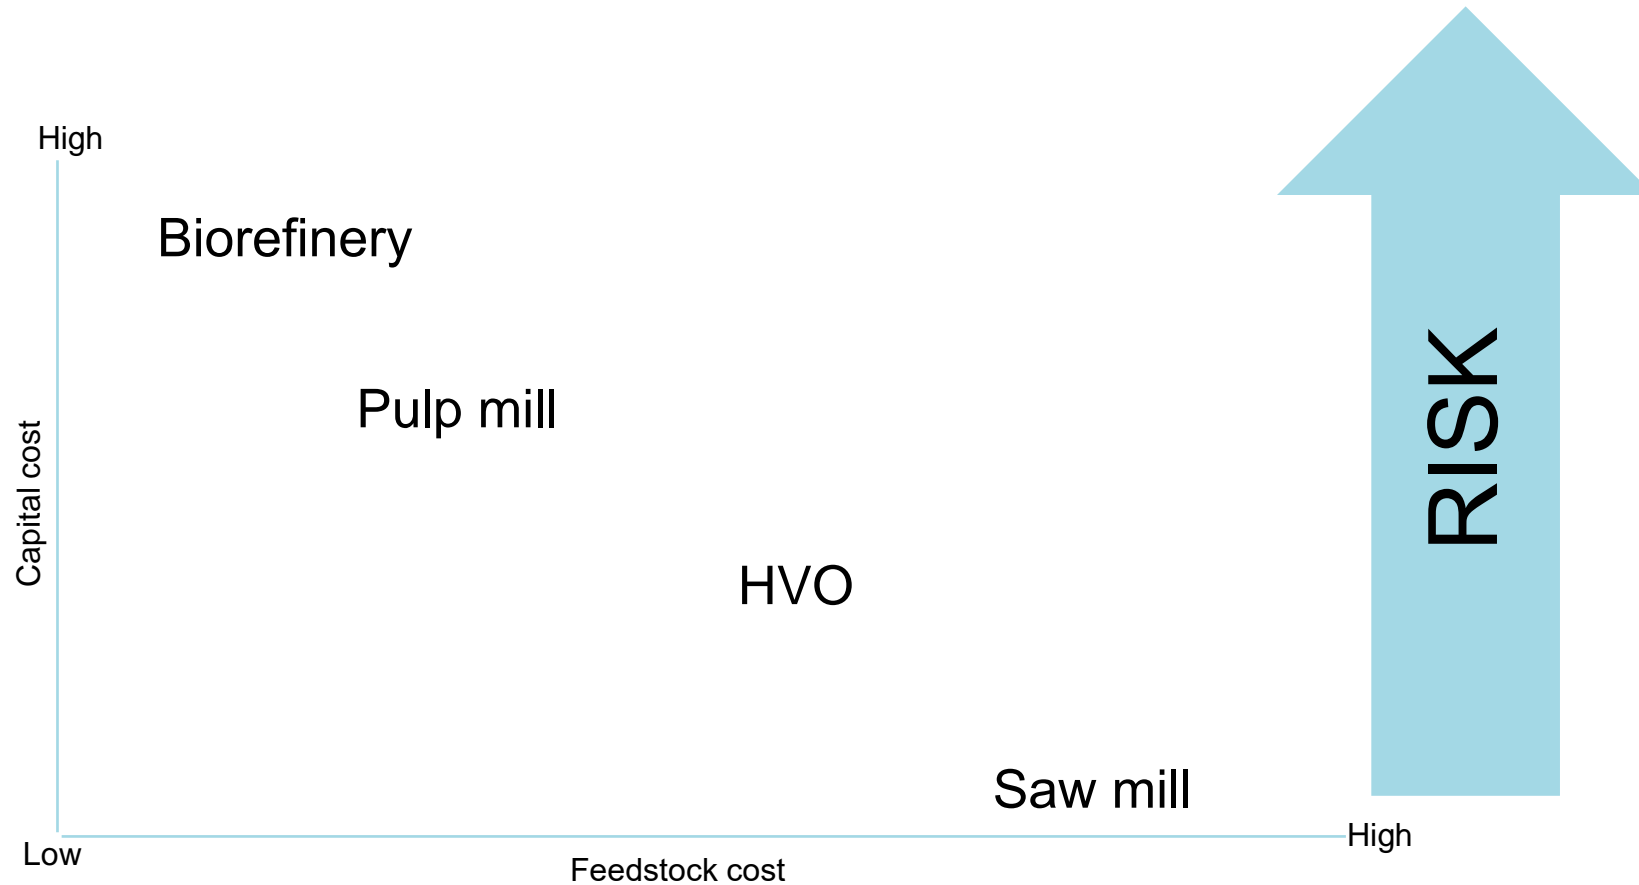 High
Biorefinery
Pulp mill
Capital cost
HVO
Saw mill
Low
High
Feedstock cost
RISK